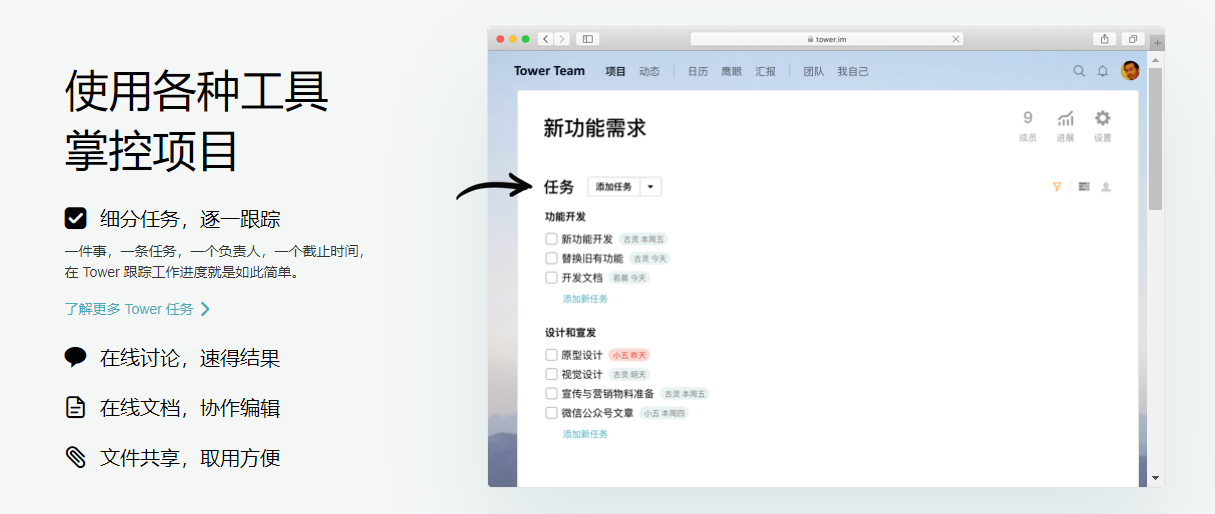 使用各种工具
掌控项目
细分任务，逐一跟踪
一件事，一条任务，一个负责人，一个截止时间，
在 Tower 跟踪工作进度就是如此简单。
了解更多 Tower 任务
在线讨论，速得结果
在线文档，协作编辑
文件共享，取用方便
tower.im
Tower Team 项目 动态 日历 鹰眼 汇报 团队 我自己
新功能需求
9
成员 进展 设置
任务 添加任务
功能开发
新功能开发 古灵 本周五
替换旧有功能 古灵 今天
开发文档 若晨 今天
添加新任务
设计和宣发
原型设计 小五 昨天
视觉设计 古灵 明天
宣传与营销物料准备 古灵 本周五
微信公众号文章 小五 本周四
添加新任务